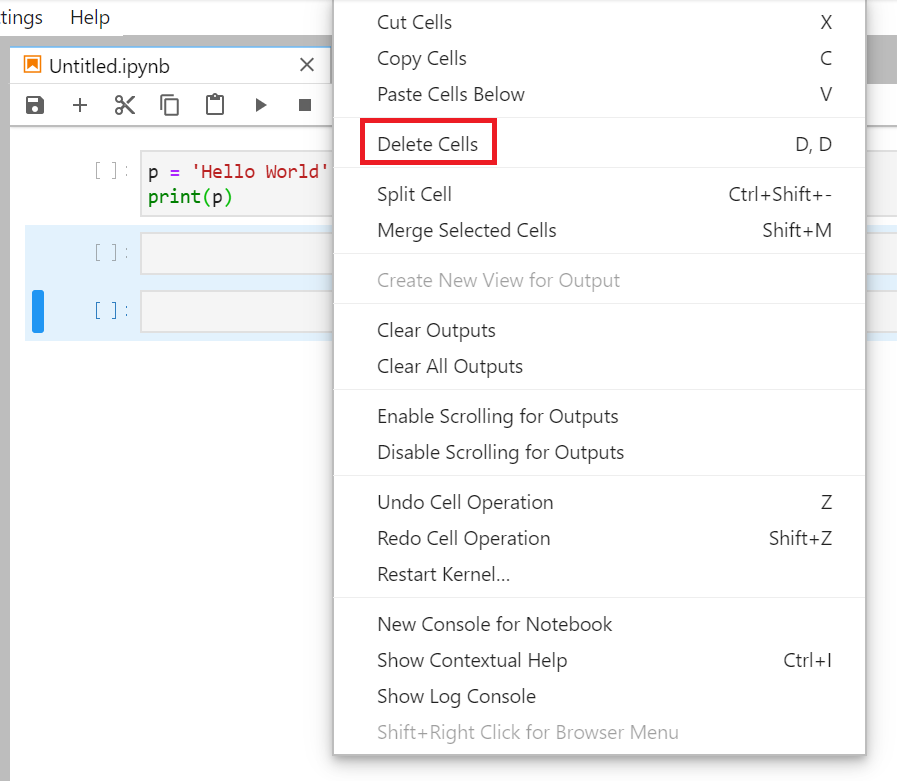 tings Help
Untitled.ipynb
[ ]: p = 'Hello World'
print(p)
[ ]:
[ ]:
Cut Cells X
Copy Cells C
Paste Cells Below V
Delete Cells D, D
Split Cell Ctrl+Shift+-
Merge Selected Cells Shift+M
Create New View for Output
Clear Outputs
Clear All Outputs
Enable Scrolling for Outputs
Disable Scrolling for Outputs
Undo Cell Operation Z
Redo Cell Operation Shift+Z
Restart Kernel...
New Console for Notebook
Show Contextual Help Ctrl+I
Show Log Console
Shift+Right Click for Browser Menu